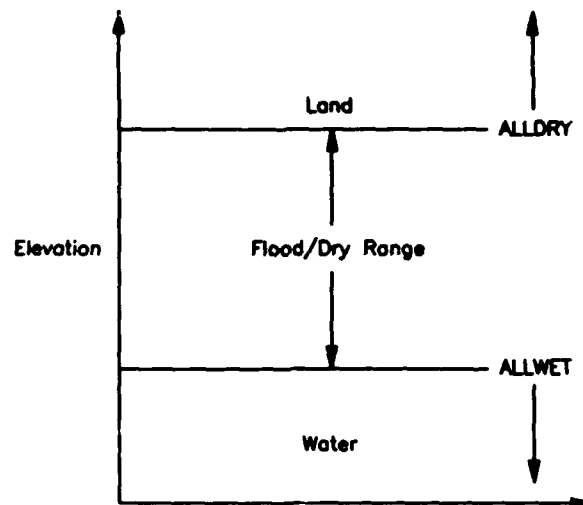 Land
ALLDRY
Elevation
Flood/Dry Range
ALLWET
Water